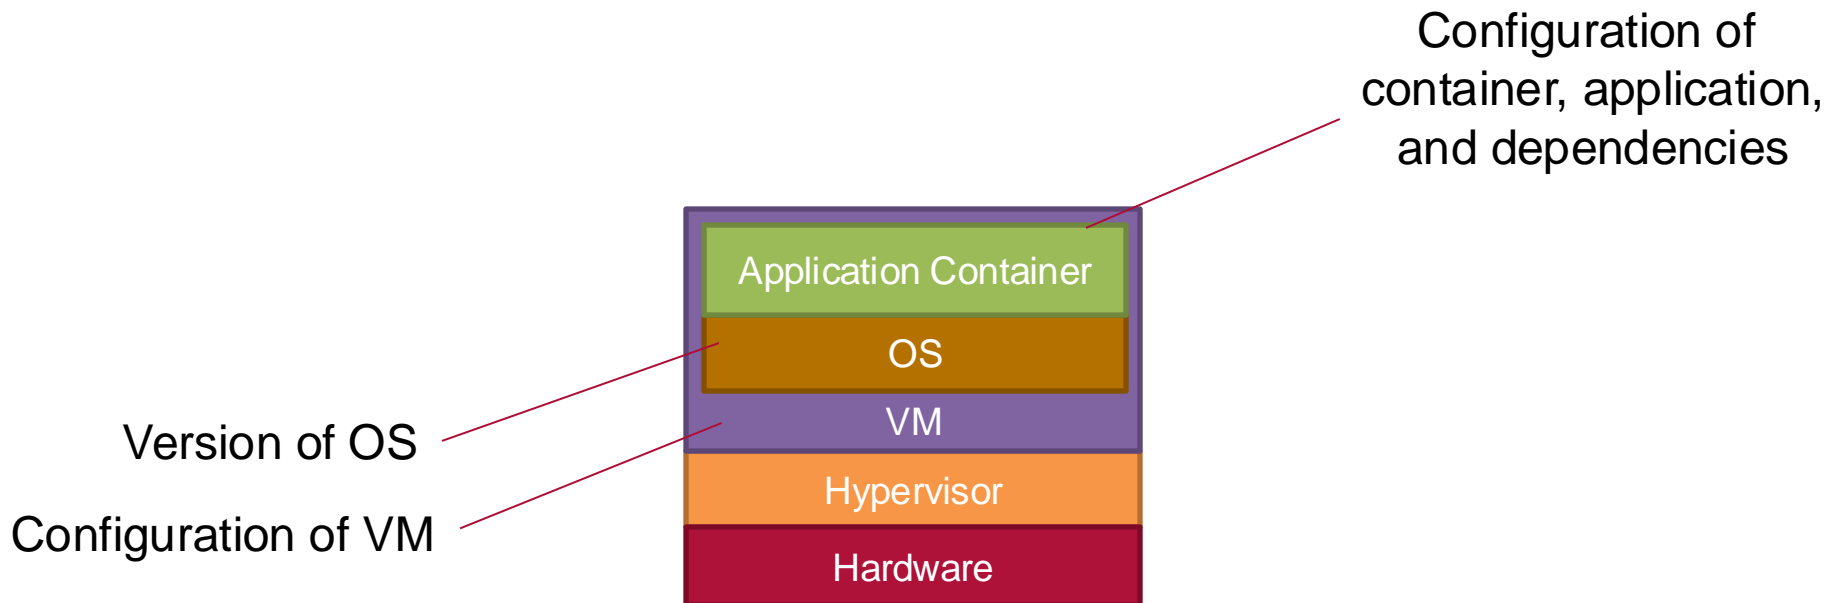 Configuration of
container, application,
and dependencies
Application Container
OS
Version of OS
VM
Hypervisor
Configuration of VM
Hardware